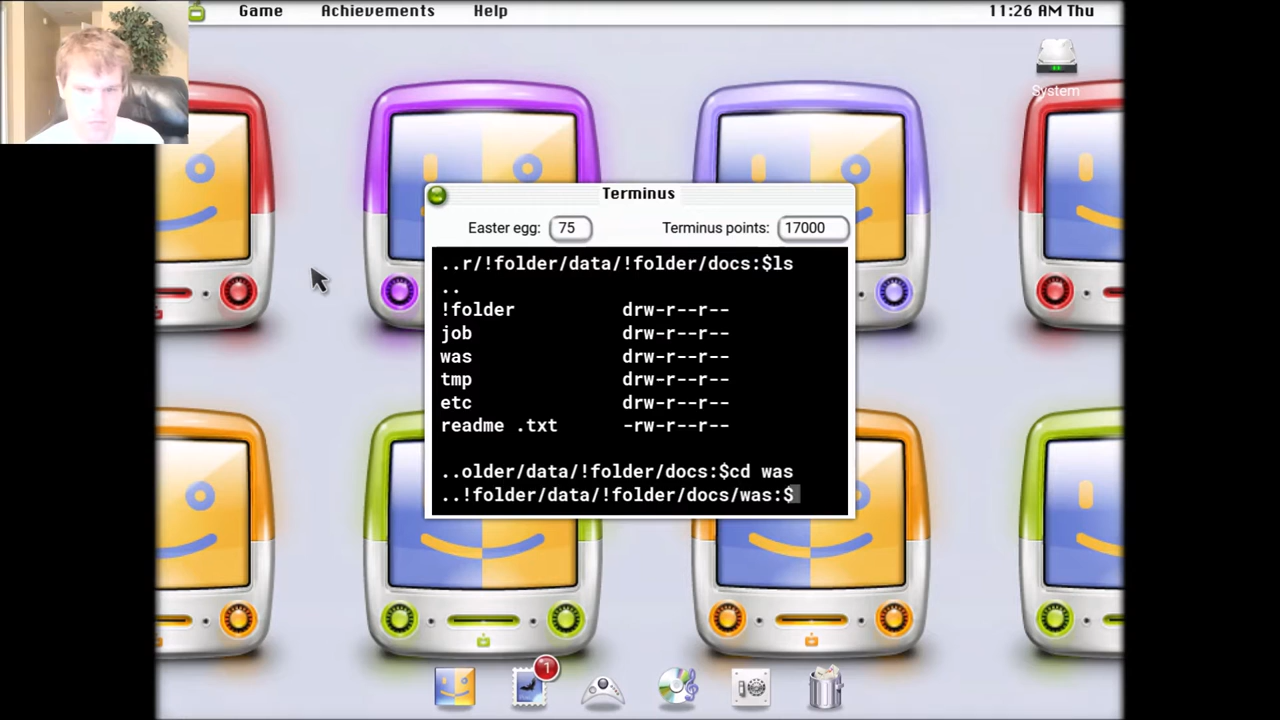 Game Achievements Help 11:26 AM Thu
System
Terminus
Easter egg: 75 Terminus points: 17000
..r/!folder/data/!folder/docs:$ls
..
!folder drw-r--r--
job drw-r--r--
was drw-r--r--
tmp drw-r--r--
etc drw-r--r--
readme .txt -rw-r--r--
..older/data/!folder/docs:$cd was
..!folder/data/!folder/docs/was:$
1